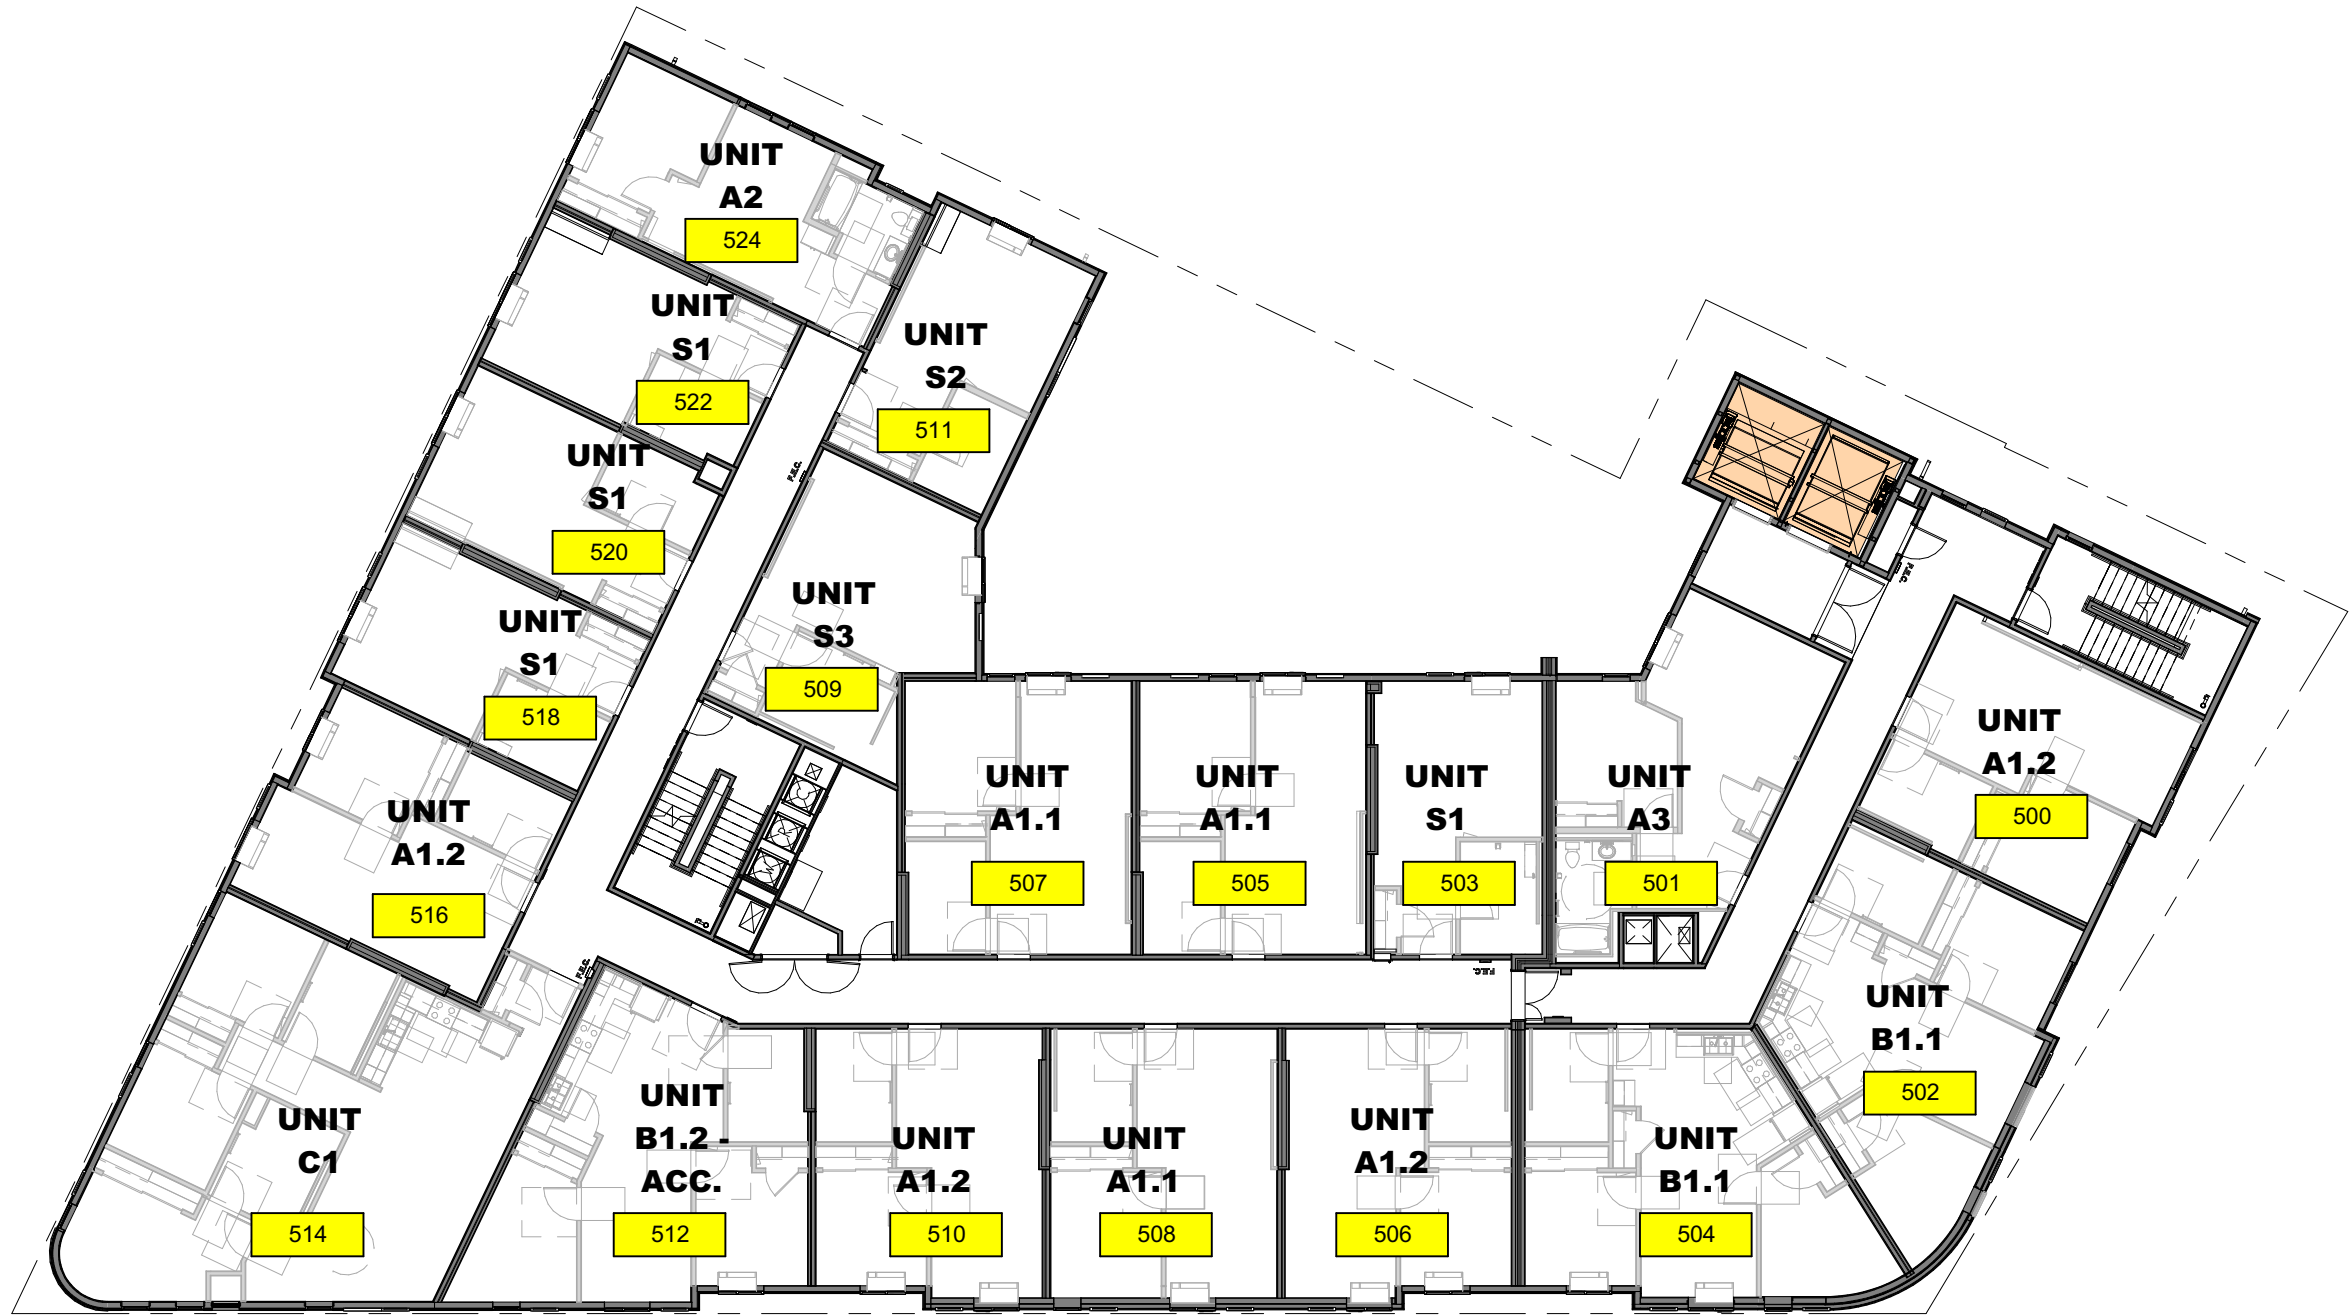 UNIT
A2
524
UNIT
S1
522
UNIT
S2
511
UNIT
S1
520
F.E.C.
UNIT
S1
518
UNIT
S3
509
UNIT
A1.2
516
UNIT
A1.1
507
UNIT
A1.1
505
UNIT
S1
503
UNIT
A3
501
F.E.C.
UNIT
A1.2
500
UNIT
B1.1
502
F.E.C.
F.E.C.
UNIT
C1
514
UNIT
B1.2 -
ACC.
512
UNIT
A1.2
510
UNIT
A1.1
508
UNIT
A1.2
506
UNIT
B1.1
504